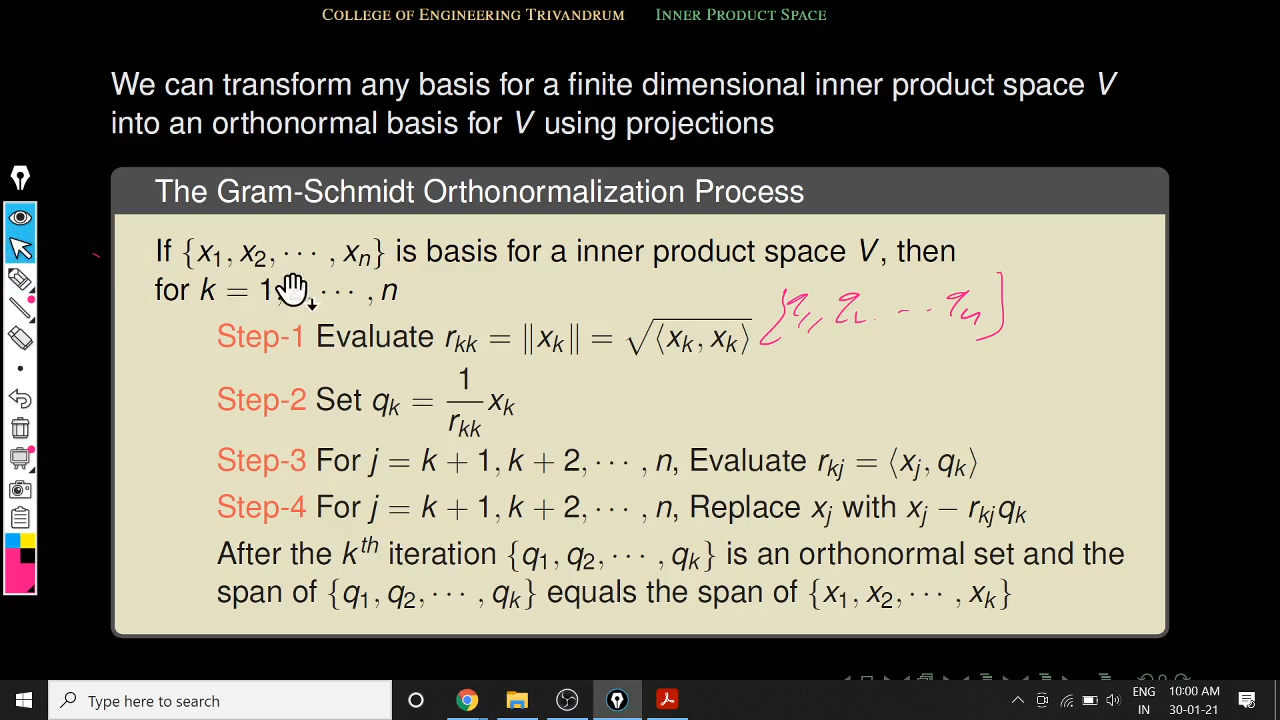 COLLEGE OF ENGINEERING TRIVANDRUM INNER PRODUCT SPACE
We can transform any basis for a finite dimensional inner product space V
into an orthonormal basis for V using projections
The Gram-Schmidt Orthonormalization Process
If {x₁, x₂, ⋯ , xₙ} is basis for a inner product space V, then
for k = 1, ⋯ , n
{q₁, q₂ ... qₙ}
Step-1 Evaluate rₖₖ = ‖xₖ‖ = √⟨xₖ, xₖ⟩
Step-2 Set qₖ = 1/rₖₖ xₖ
Step-3 For j = k + 1, k + 2, ⋯ , n, Evaluate rₖⱼ = ⟨xⱼ, qₖ⟩
Step-4 For j = k + 1, k + 2, ⋯ , n, Replace xⱼ with xⱼ − rₖⱼqₖ
After the kᵗʰ iteration {q₁, q₂, ⋯ , qₖ} is an orthonormal set and the
span of {q₁, q₂, ⋯ , qₖ} equals the span of {x₁, x₂, ⋯ , xₖ}
Type here to search
ENG 10:00 AM
IN 30-01-21